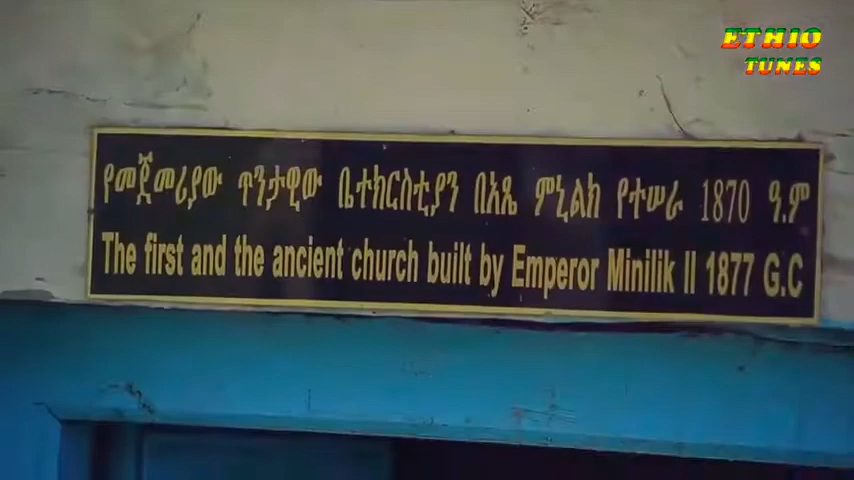 ETHIO
TUNES
የመጀመሪያው ጥንታዊው ቤተክርስቲያን በአጼ ምኒልክ የተሠራ 1870 ዓ.ም
The first and the ancient church built by Emperor Minilik II 1877 G.C